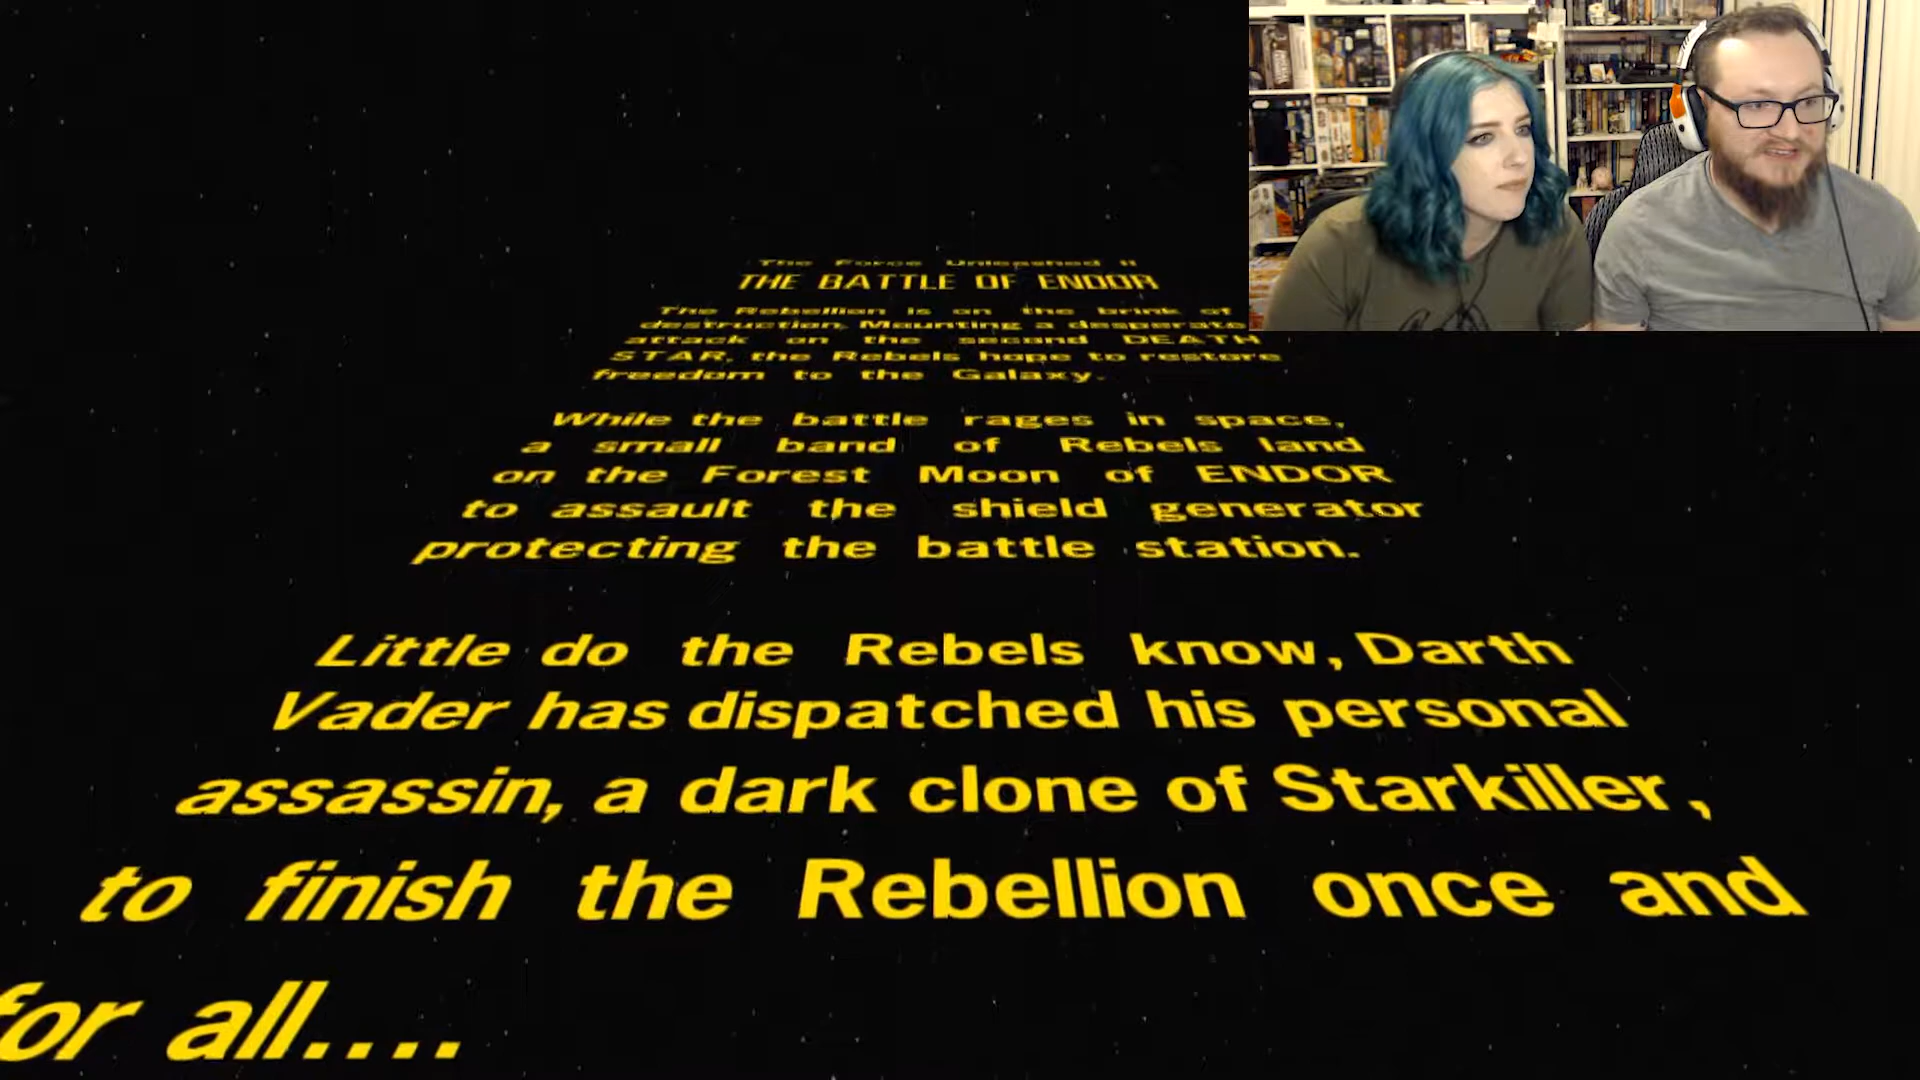 The Force Unleashed II
THE BATTLE OF ENDOR
The Rebellion is on the brink of
destruction. Mounting a desperate
attack on the second DEATH
STAR, the Rebels hope to restore
freedom to the Galaxy.
While the battle rages in space,
a small band of Rebels land
on the Forest Moon of ENDOR
to assault the shield generator
protecting the battle station.
Little do the Rebels know, Darth
Vader has dispatched his personal
assassin, a dark clone of Starkiller,
to finish the Rebellion once and
for all....